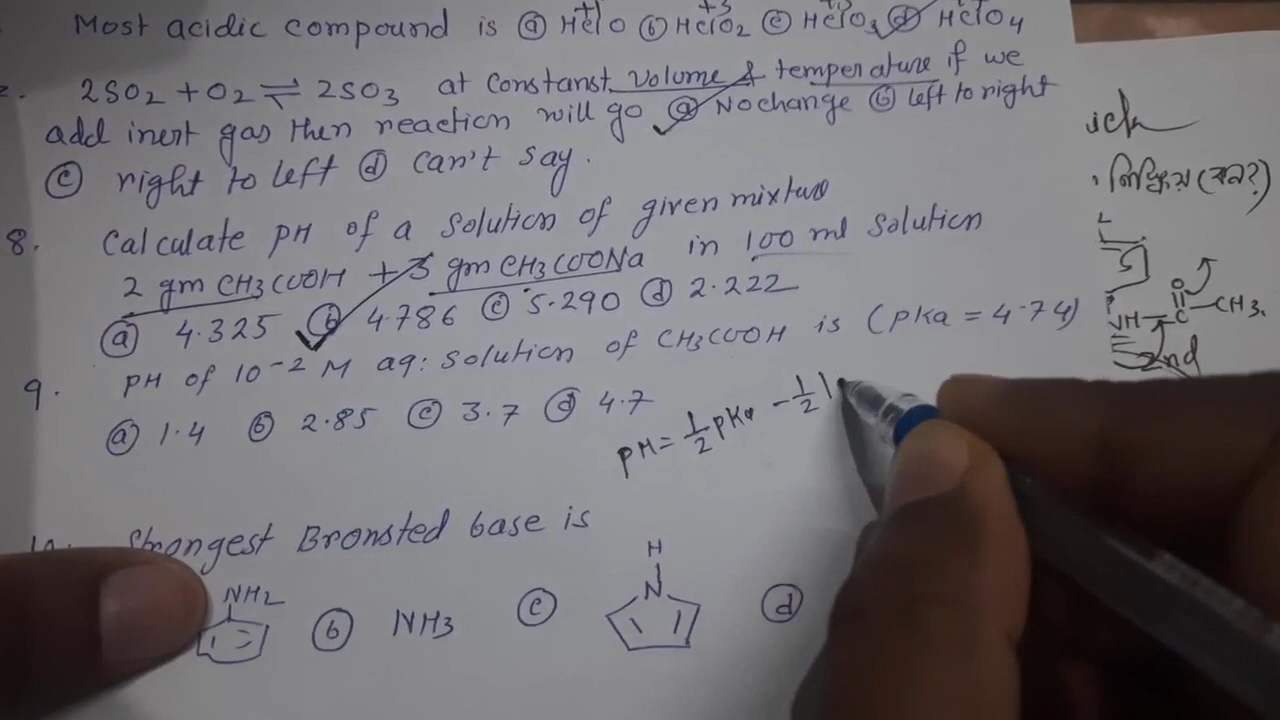 Most acidic compound is ⓐ HClO ⓑ HClO2 ⓒ HClO3 ⓓ HClO4
+1 +3
2SO2 + O2 ⇌ 2SO3 at constanst volume & temperature if we
add inert gas then reaction will go ⓐ No change ⓑ left to right
ⓒ right to left ⓓ can't say.
8. Calculate pH of a solution of given mixture
2 gm CH3COOH + 3 gm CH3COONa in 100 ml solution
ⓐ 4.325 ⓑ 4.786 ⓒ 5.290 ⓓ 2.222
9. PH of 10-2 M aq: solution of CH3COOH is (pKa = 4.74)
ⓐ 1.4 ⓑ 2.85 ⓒ 3.7 ⓓ 4.7
pH = 1/2 pKa - 1/2 l
Strongest Bronsted base is
NH2
ⓑ NH3
ⓒ
H
N
ⓓ
O
NH-C-CH3.
2nd